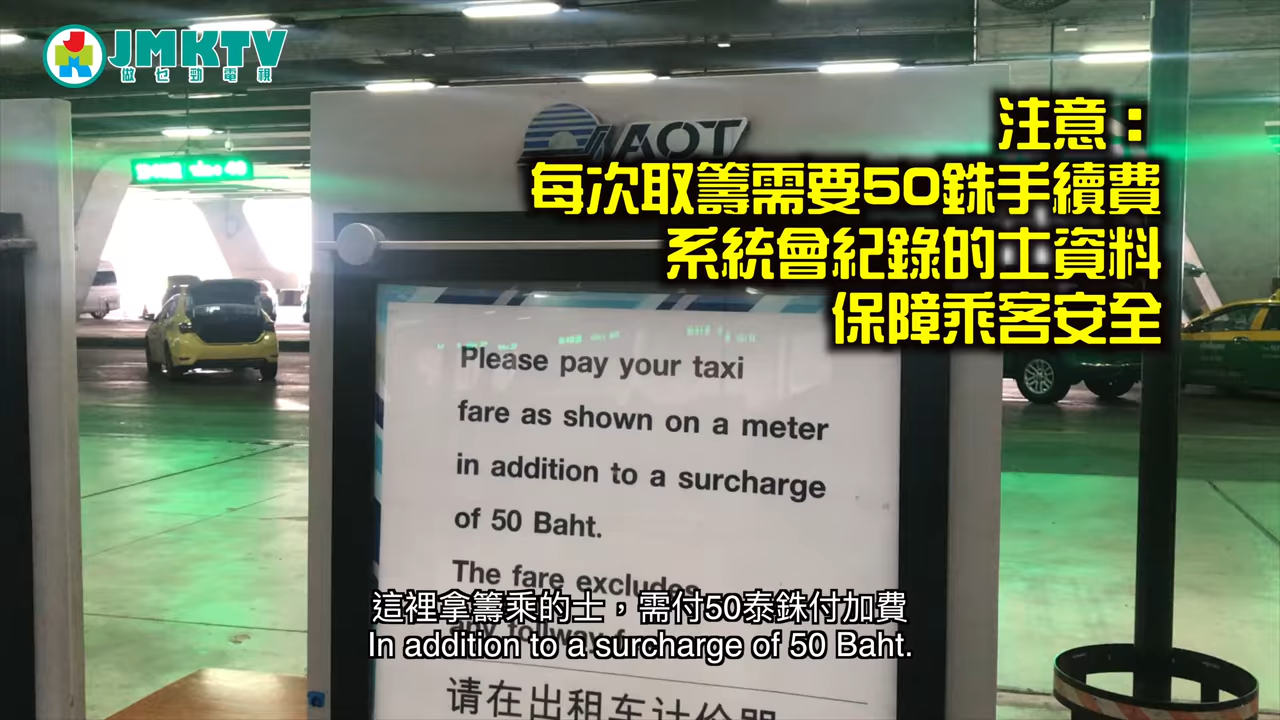 JMKTV
做乜勁電視
AOT
注意：
每次取籌需要50銖手續費
系統會紀錄的士資料
保障乘客安全
Please pay your taxi
fare as shown on a meter
in addition to a surcharge
of 50 Baht.
The fare excludes
any tollway
這裡拿籌乘的士，需付50泰銖付加費
In addition to a surcharge of 50 Baht.
请在出租车计价器